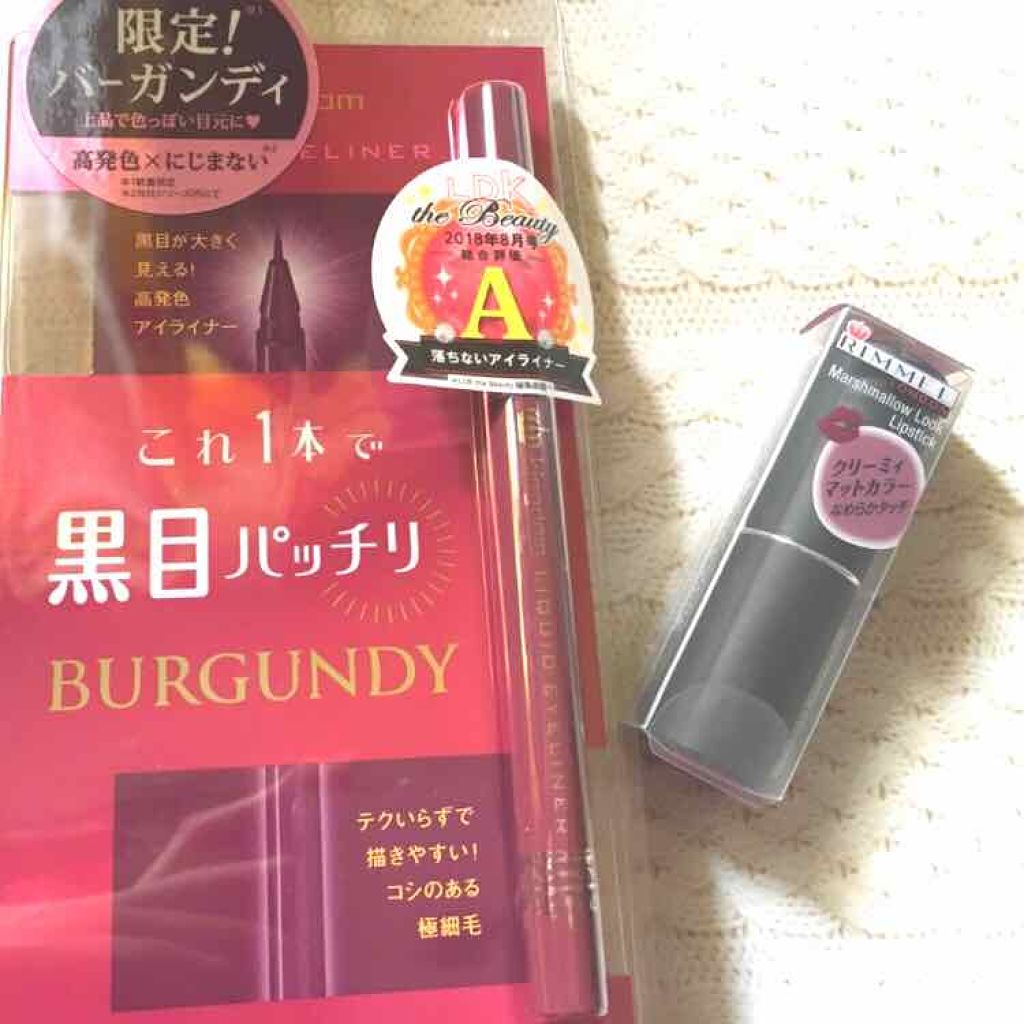 限定!
バーガンディ
上品で色っぽい目元に♥
高発色×にじまない
ELINER
黒目が大きく
見える!
高発色
アイライナー
LDK
the Beauty
2018年8月号
総合評価
A
落ちないアイライナー
これ1本で
黒目パッチリ
BURGUNDY
テクいらずで
描きやすい!
コシのある
極細毛
LIQUID EYELINER
RIMMEL
LONDON
Marshmallow Look
Lipstick
クリーミィ
マットカラー
なめらかタッチ